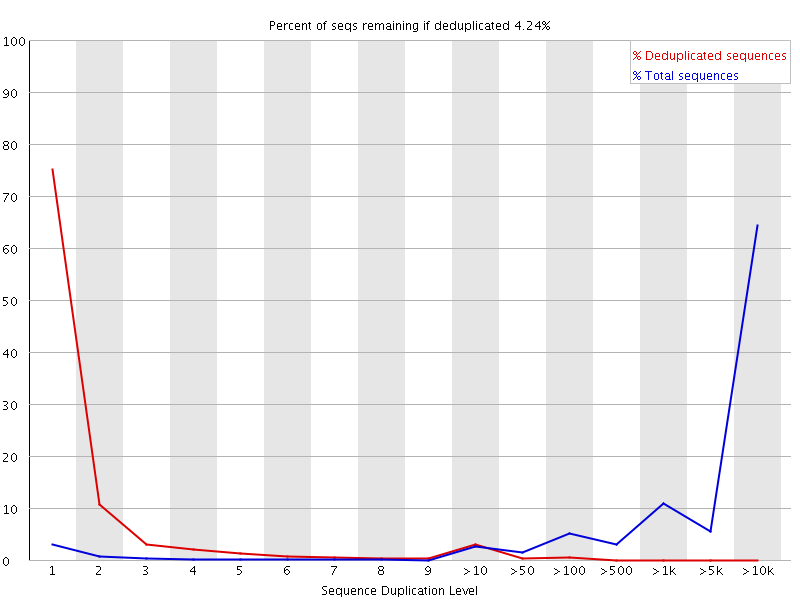 Percent of seqs remaining if deduplicated 4.24%
% Deduplicated sequences
% Total sequences
100
90
80
70
60
50
40
30
20
10
0
1 2 3 4 5 6 7 8 9 >10 >50 >100 >500 >1k >5k >10k
Sequence Duplication Level